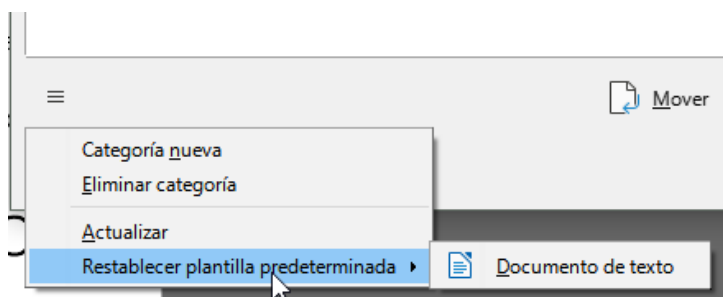 Mover
Categoría nueva
Eliminar categoría
Actualizar
Restablecer plantilla predeterminada
Documento de texto